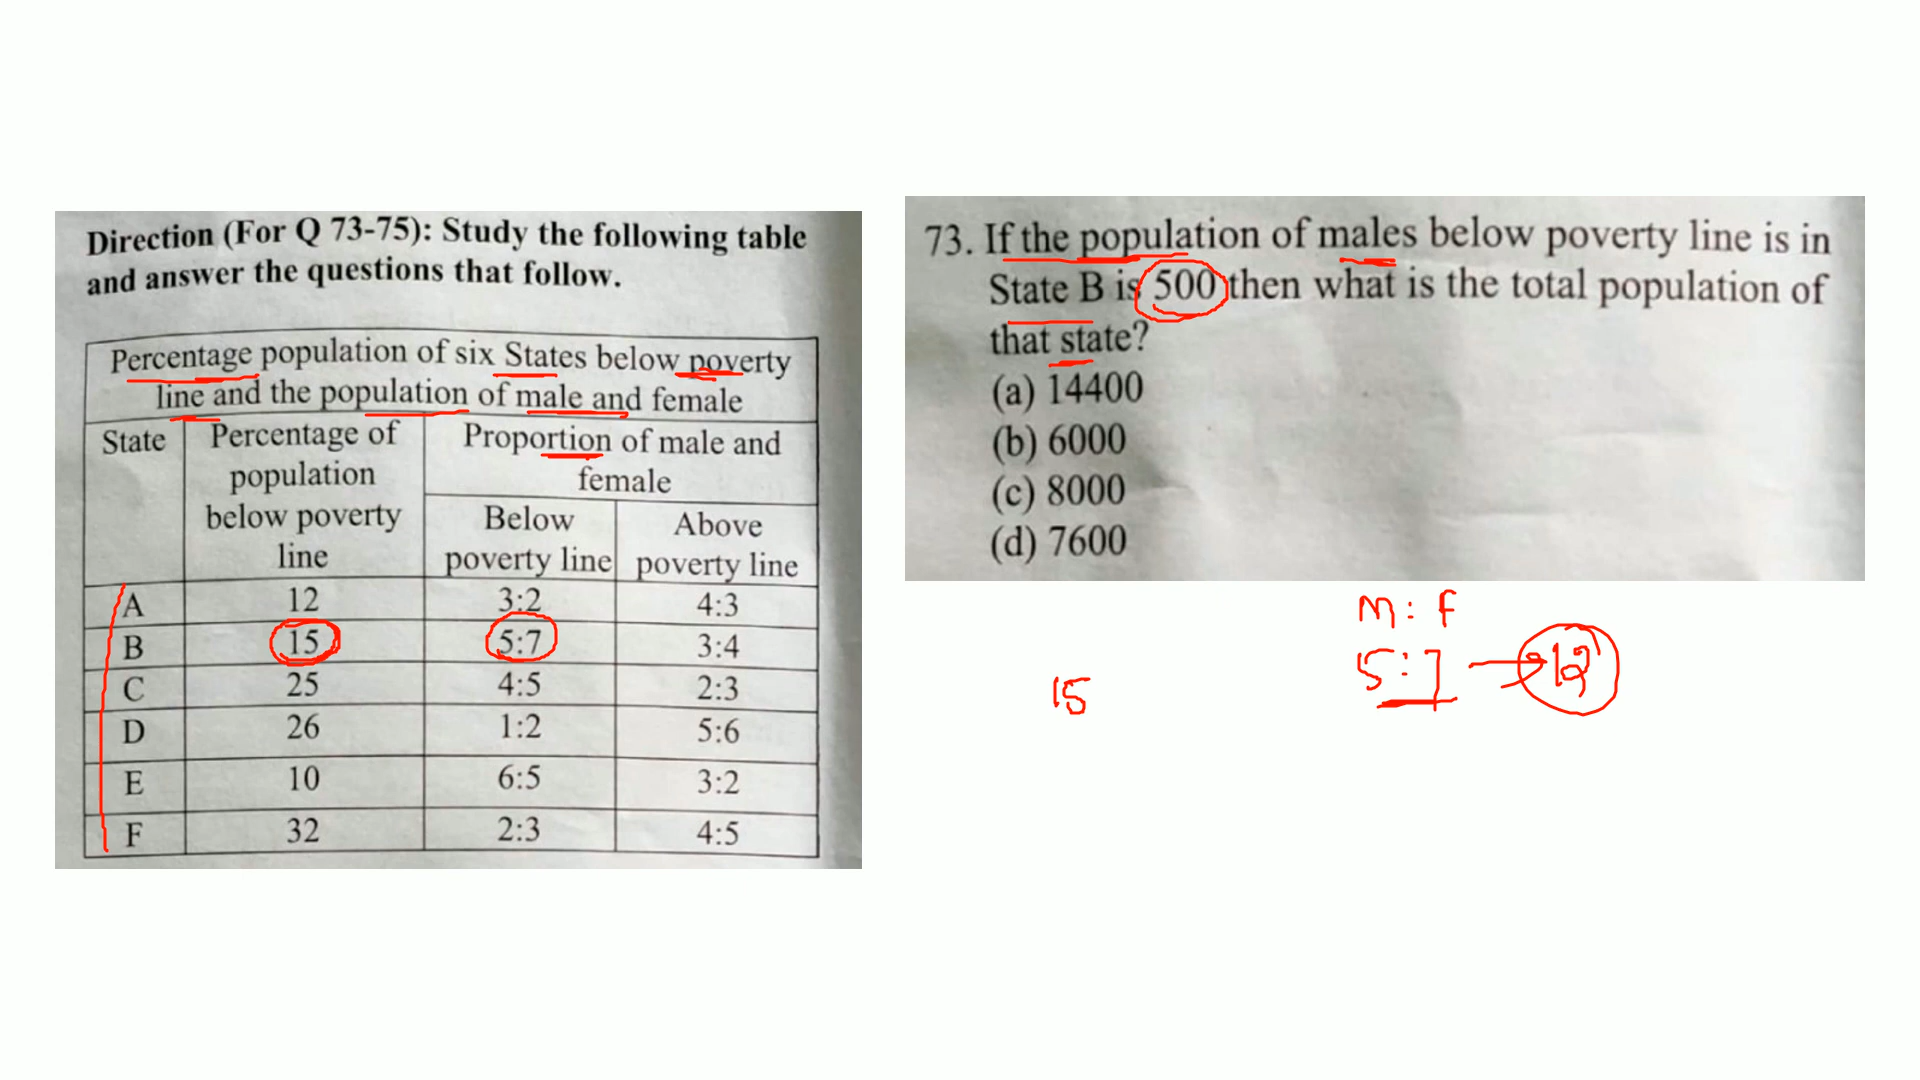 Direction (For Q 73-75): Study the following table
and answer the questions that follow.
Percentage population of six States below poverty
line and the population of male and female
State
Percentage of
population
below poverty
line
Proportion of male and
female
Below
poverty line
Above
poverty line
A 12 3:2 4:3
B 15 5:7 3:4
C 25 4:5 2:3
D 26 1:2 5:6
E 10 6:5 3:2
F 32 2:3 4:5
73. If the population of males below poverty line is in
State B is 500 then what is the total population of
that state?
(a) 14400
(b) 6000
(c) 8000
(d) 7600
M : F
5 : 7 → 12
15